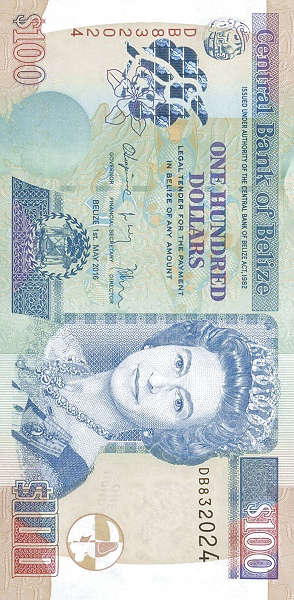 $100
Central Bank of Belize
ISSUED UNDER AUTHORITY OF THE CENTRAL BANK OF BELIZE ACT, 1982
ONE HUNDRED
DOLLARS
LEGAL TENDER FOR THE PAYMENT
IN BELIZE OF ANY AMOUNT
GOVERNOR
FINANCIAL SECRETARY
DIRECTOR
BELIZE 1st. MAY 2016
DB832024
DB832024
$100
$100
$100